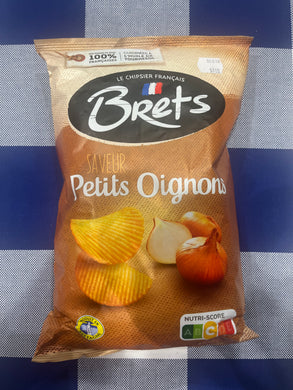 100%
LE CHIPSIER FRANÇAIS
Brets
SAVEUR
Petits Oignons
NUTRI-SCORE
A B C D E